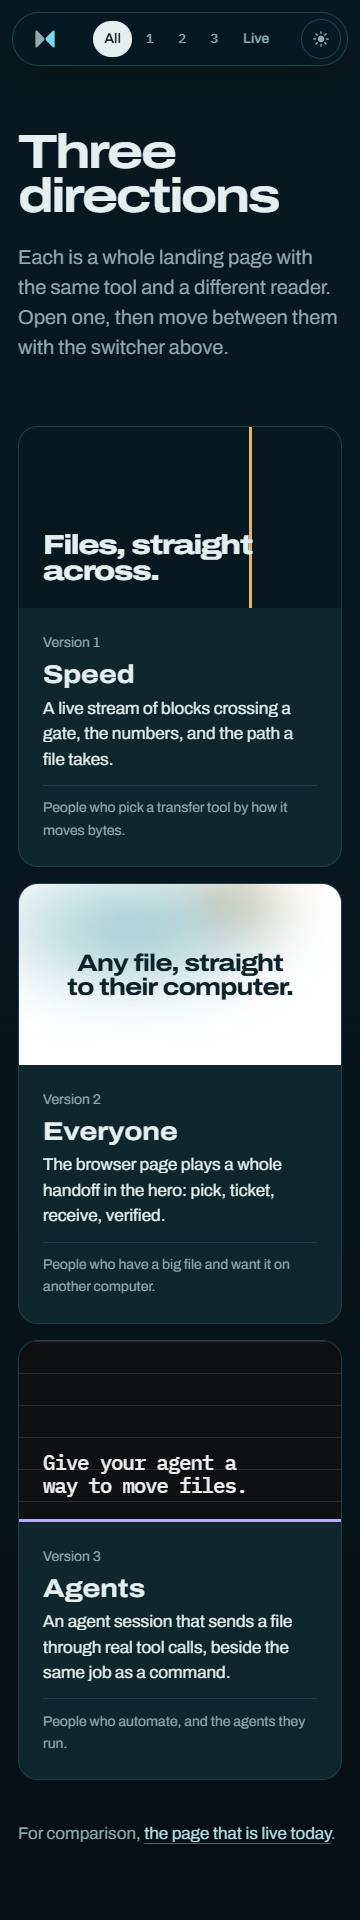 All 1 2 3 Live
Three
directions
Each is a whole landing page with
the same tool and a different reader.
Open one, then move between them
with the switcher above.
Files, straight
across.
Version 1
Speed
A live stream of blocks crossing a
gate, the numbers, and the path a
file takes.
People who pick a transfer tool by how it
moves bytes.
Any file, straight
to their computer.
Version 2
Everyone
The browser page plays a whole
handoff in the hero: pick, ticket,
receive, verified.
People who have a big file and want it on
another computer.
Give your agent a
way to move files.
Version 3
Agents
An agent session that sends a file
through real tool calls, beside the
same job as a command.
People who automate, and the agents they
run.
For comparison, the page that is live today.